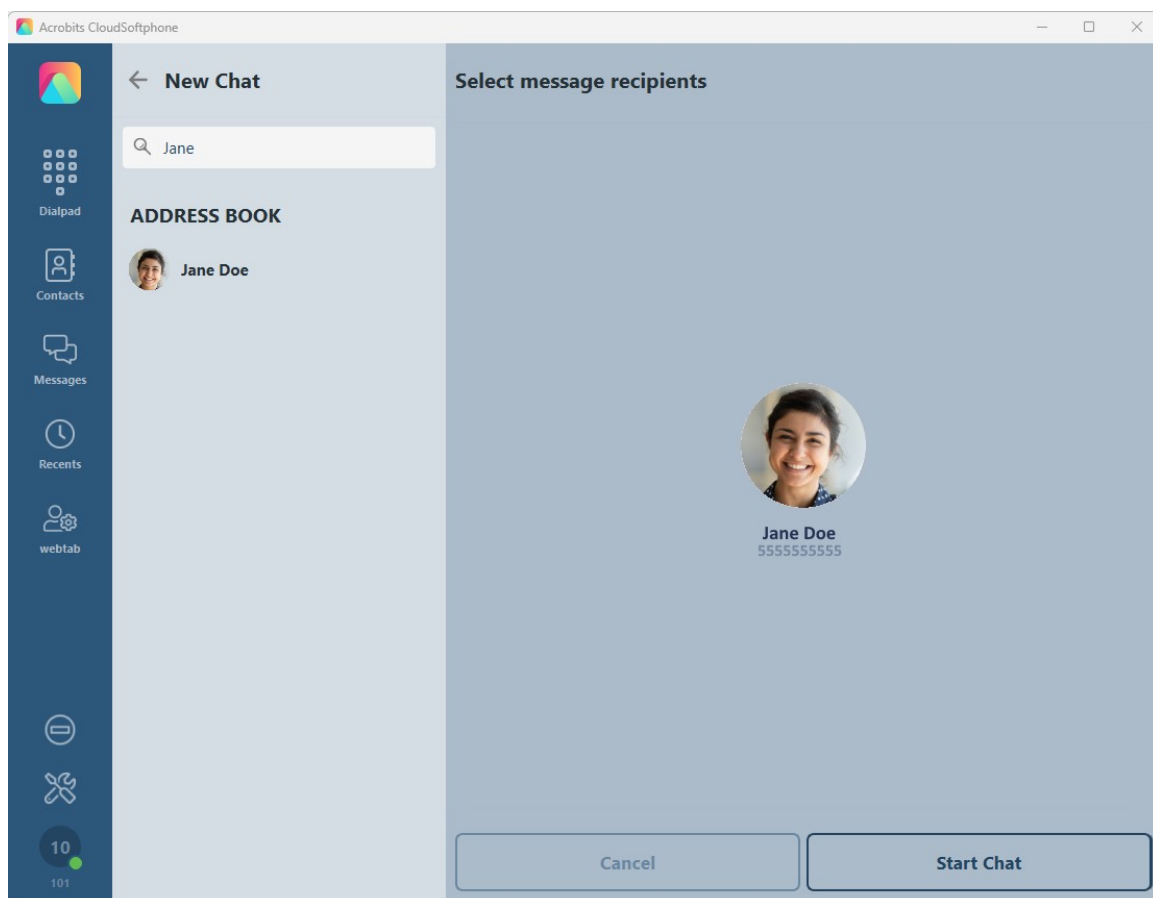 Acrobits CloudSoftphone
New Chat
Select message recipients
Jane
Dialpad
ADDRESS BOOK
Jane Doe
Contacts
Messages
Recents
webtab
Jane Doe
5555555555
10
101
Cancel
Start Chat